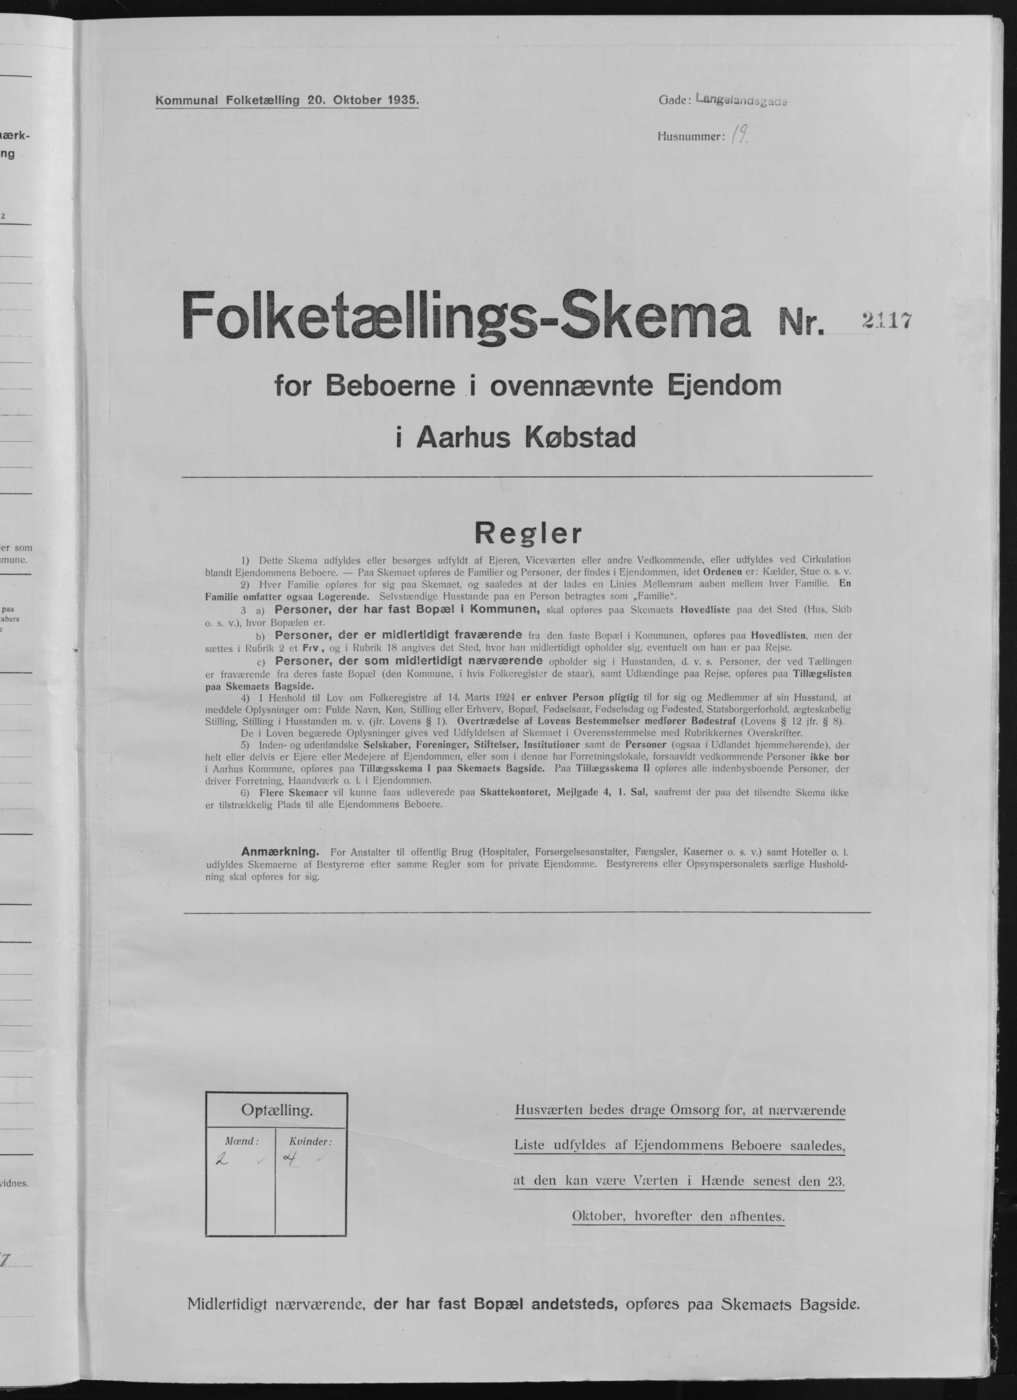 Kommunal Folketælling 20. Oktober 1935.
Gade: Langelandsgade
Husnummer: 19.
Folketællings-Skema Nr. 2117
for Beboerne i ovennævnte Ejendom
i Aarhus Købstad
Regler
1) Dette Skema udfyldes eller besørges udfyldt af Ejeren, Viceværten eller andre Vedkommende, eller udfyldes ved Cirkulation
blandt Ejendommens Beboere. — Paa Skemaet opføres de Familier og Personer, der findes i Ejendommen, idet Ordenen er: Kælder, Stue o. s. v.
2) Hver Familie opføres for sig paa Skemaet, og saaledes at der lades en Linies Mellemrum aaben mellem hver Familie. En
Familie omfatter ogsaa Logerende. Selvstændige Husstande paa en Person betragtes som „Familie“.
3 a) Personer, der har fast Bopæl i Kommunen, skal opføres paa Skemaets Hovedliste paa det Sted (Hus, Skib
o. s. v.), hvor Bopælen er.
b) Personer, der er midlertidigt fraværende fra den faste Bopæl i Kommunen, opføres paa Hovedlisten, men der
sættes i Rubrik 2 et Frv., og i Rubrik 18 angives det Sted, hvor han midlertidigt opholder sig, eventuelt om han er paa Rejse.
c) Personer, der som midlertidigt nærværende opholder sig i Husstanden, d. v. s. Personer, der ved Tællingen
er fraværende fra deres faste Bopæl (den Kommune, i hvis Folkeregister de staar), samt Udlændinge paa Rejse, opføres paa Tillægslisten
paa Skemaets Bagside.
4) I Henhold til Lov om Folkeregistre af 14. Marts 1924 er enhver Person pligtig til for sig og Medlemmer af sin Husstand, at
meddele Oplysninger om: Fulde Navn, Køn, Stilling eller Erhverv, Bopæl, Fødselsaar, Fødselsdag og Fødested, Statsborgerforhold, ægteskabelig
Stilling, Stilling i Husstanden m. v. (jfr. Lovens § 1). Overtrædelse af Lovens Bestemmelser medfører Bødestraf (Lovens § 12 jfr. § 8).
De i Loven begærede Oplysninger gives ved Udfyldelsen af Skemaet i Overensstemmelse med Rubrikkernes Overskrifter.
5) Inden- og udenlandske Selskaber, Foreninger, Stiftelser, Institutioner samt de Personer (ogsaa i Udlandet hjemmehørende), der
helt eller delvis er Ejere eller Medejere af Ejendommen, eller som i denne har Forretningslokale, forsaavidt vedkommende Personer ikke bor
i Aarhus Kommune, opføres paa Tillægsskema I paa Skemaets Bagside. Paa Tillægsskema II opføres alle indenbysboende Personer, der
driver Forretning, Haandværk o. l. i Ejendommen.
6) Flere Skemaer vil kunne faas udleverede paa Skattekontoret, Mejlgade 4, 1. Sal, saafremt der paa det tilsendte Skema ikke
er tilstrækkelig Plads til alle Ejendommens Beboere.
Anmærkning. For Anstalter til offentlig Brug (Hospitaler, Forsørgelsesanstalter, Fængsler, Kaserner o. s. v.) samt Hoteller o. l.
udfyldes Skemaerne af Bestyrerne efter samme Regler som for private Ejendomme. Bestyrerens eller Opsynspersonalets særlige Hushold-
ning skal opføres for sig.
Optælling.
Mænd: Kvinder:
2 4
Husværten bedes drage Omsorg for, at nærværende
Liste udfyldes af Ejendommens Beboere saaledes,
at den kan være Værten i Hænde senest den 23.
Oktober, hvorefter den afhentes.
Midlertidigt nærværende, der har fast Bopæl andetsteds, opføres paa Skemaets Bagside.